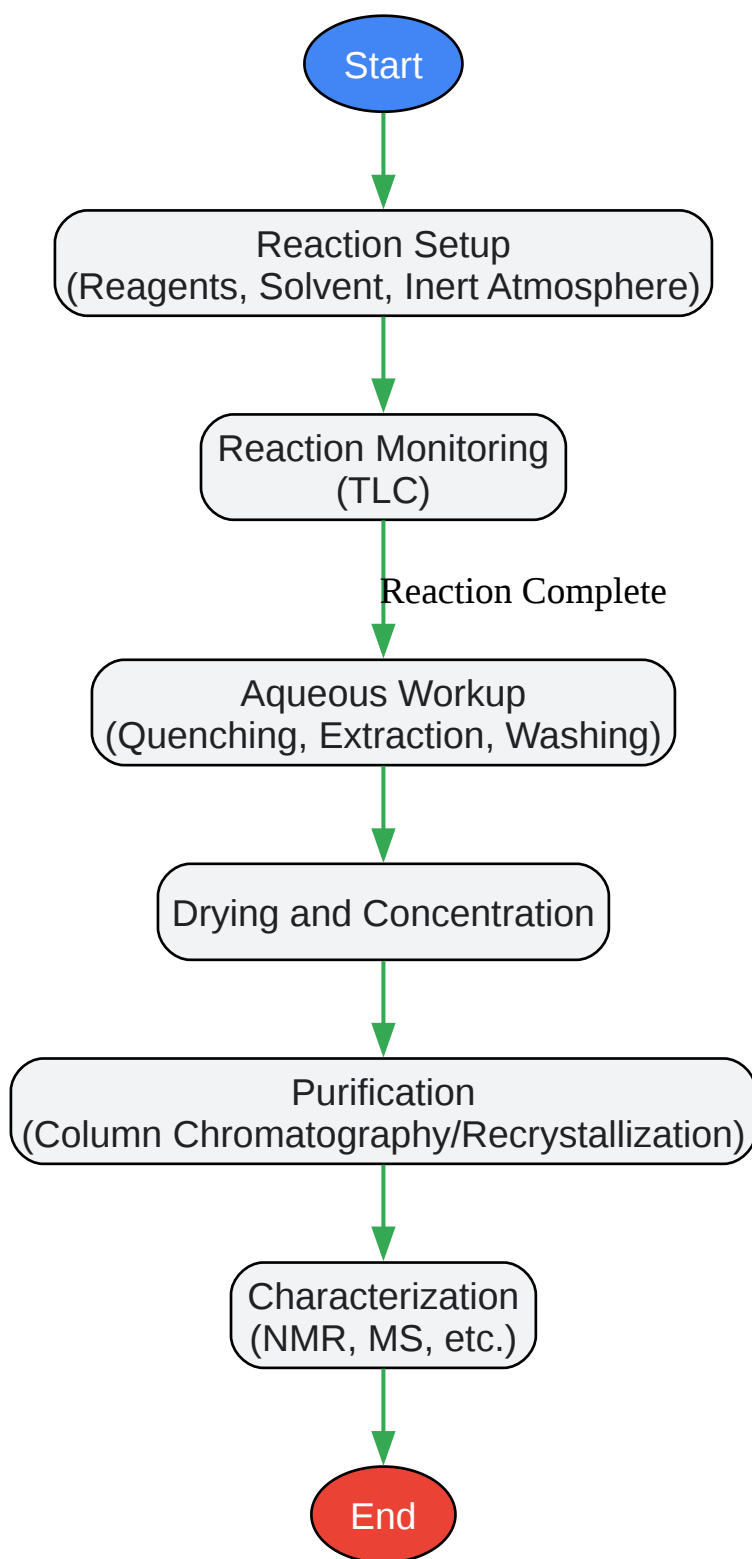 Start
Reaction Setup
(Reagents, Solvent, Inert Atmosphere)
Reaction Monitoring
(TLC)
Reaction Complete
Aqueous Workup
(Quenching, Extraction, Washing)
Drying and Concentration
Purification
(Column Chromatography/Recrystallization)
Characterization
(NMR, MS, etc.)
End